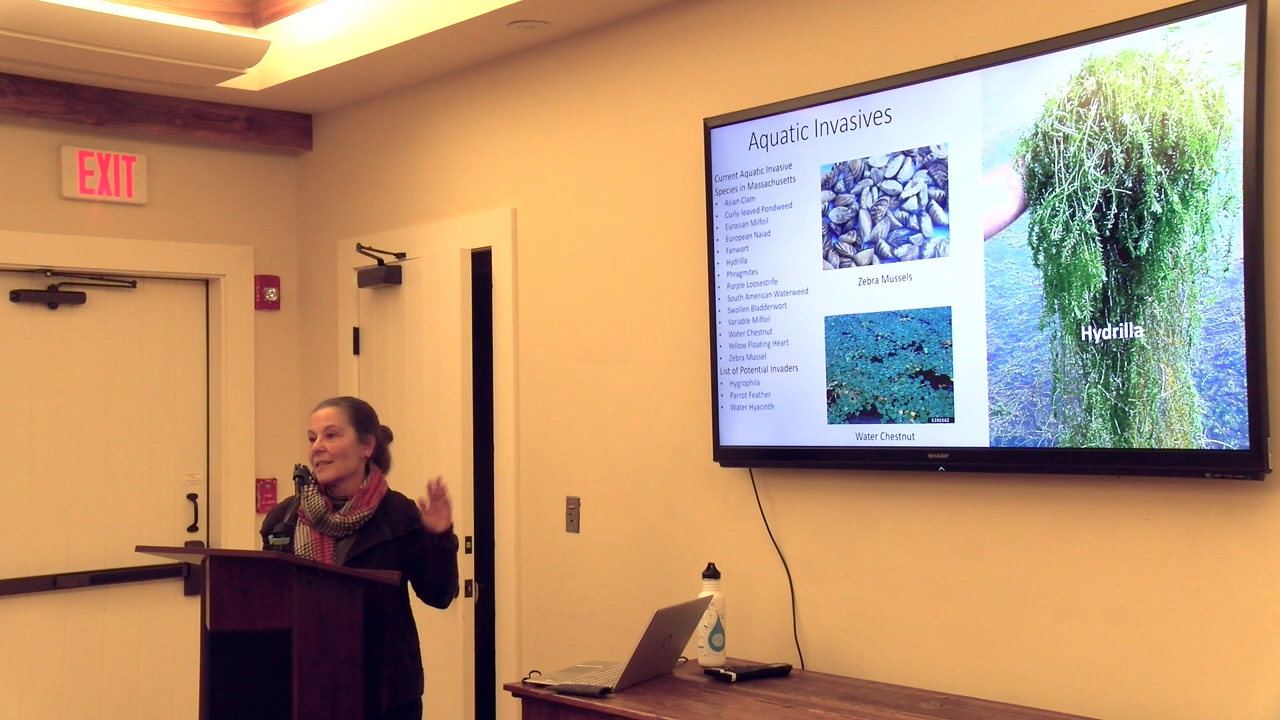 EXIT
Aquatic Invasives
Current Aquatic Invasive
Species in Massachusetts
• Asian Clam
• Curly-leaved Pondweed
• Eurasian Milfoil
• European Naiad
• Fanwort
• Hydrilla
• Phragmites
• Purple Loosestrife
• South American Waterweed
• Swollen Bladderwort
• Variable Milfoil
• Water Chestnut
• Yellow Floating Heart
• Zebra Mussel
List of Potential Invaders
• Hygrophila
• Parrot Feather
• Water Hyacinth
Zebra Mussels
Water Chestnut
Hydrilla
SHARP